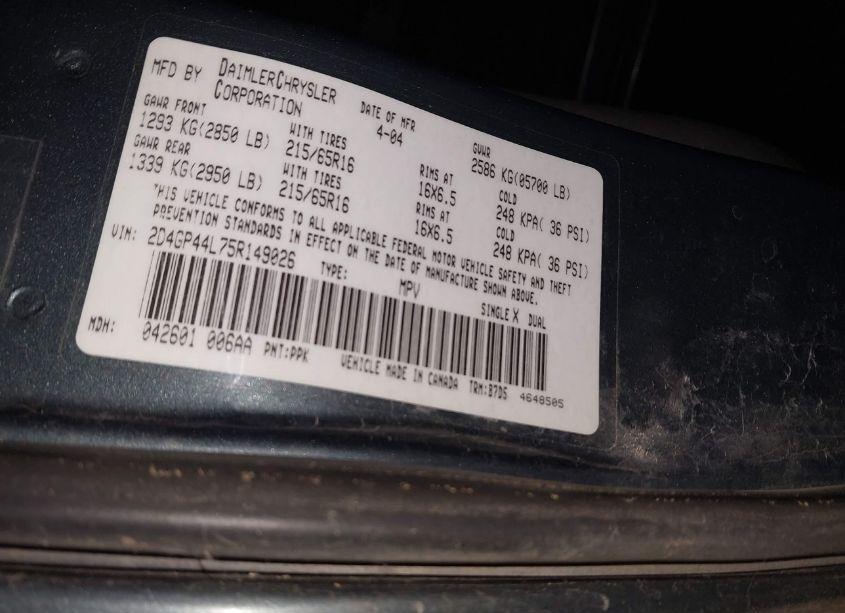 MFD BY DAIMLERCHRYSLER CORPORATION DATE OF MFR 4-04 GVWR 2586 KG(05700 LB)
GAWR FRONT WITH TIRES RIMS AT COLD
1293 KG(2850 LB) 215/65R16 16X6.5 248 KPA( 36 PSI)
GAWR REAR WITH TIRES RIMS AT COLD
1339 KG(2950 LB) 215/65R16 16X6.5 248 KPA( 36 PSI)
THIS VEHICLE CONFORMS TO ALL APPLICABLE FEDERAL MOTOR VEHICLE SAFETY AND THEFT
PREVENTION STANDARDS IN EFFECT ON THE DATE OF MANUFACTURE SHOWN ABOVE.
VIN: 2D4GP44L75R149026 TYPE: MPV SINGLE X DUAL
MDH: 042601 006AA PNT:PPK VEHICLE MADE IN CANADA TRM:B7D5 4648505